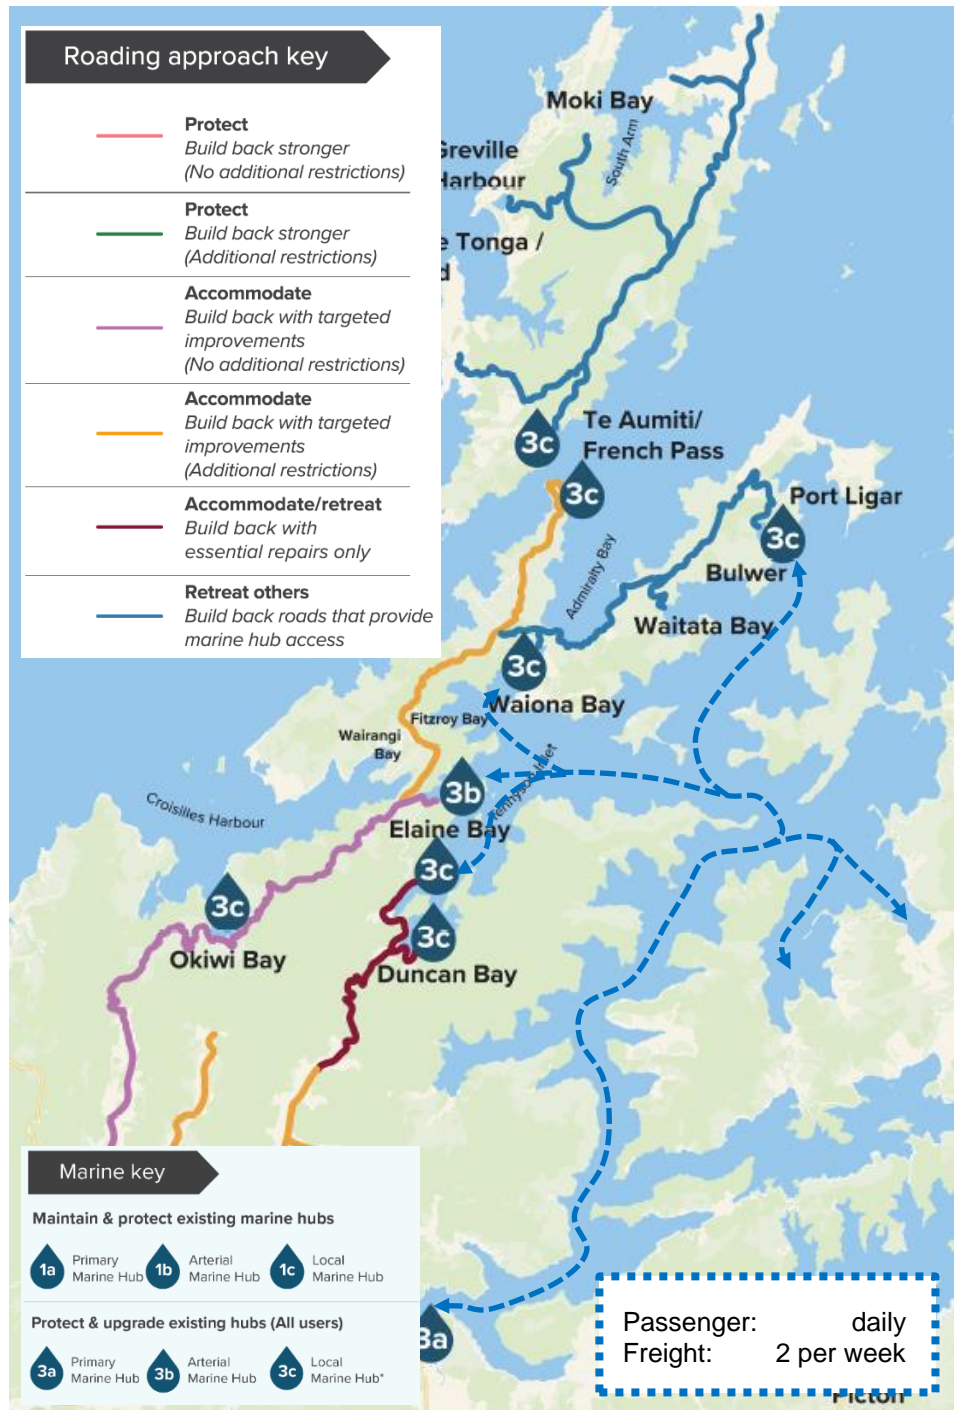 Roading approach key
Protect
Build back stronger
(No additional restrictions)
Protect
Build back stronger
(Additional restrictions)
Accommodate
Build back with targeted
improvements
(No additional restrictions)
Accommodate
Build back with targeted
improvements
(Additional restrictions)
Accommodate/retreat
Build back with
essential repairs only
Retreat others
Build back roads that provide
marine hub access
Moki Bay
South Arm
Greville
Harbour
e Tonga /
d
3c
Te Aumiti/
French Pass
3c
Port Ligar
3c
Bulwer
Admiralty Bay
Waitata Bay
3c
Waiona Bay
Fitzroy Bay
Wairangi
Bay
Tennyson Inlet
3b
Croisilles Harbour
Elaine Bay
3c
3c
3c
Okiwi Bay
Duncan Bay
Marine key
Maintain & protect existing marine hubs
1a Primary Marine Hub
1b Arterial Marine Hub
1c Local Marine Hub
Protect & upgrade existing hubs (All users)
3a Primary Marine Hub
3b Arterial Marine Hub
3c Local Marine Hub*
3a
Passenger: daily
Freight: 2 per week
Picton